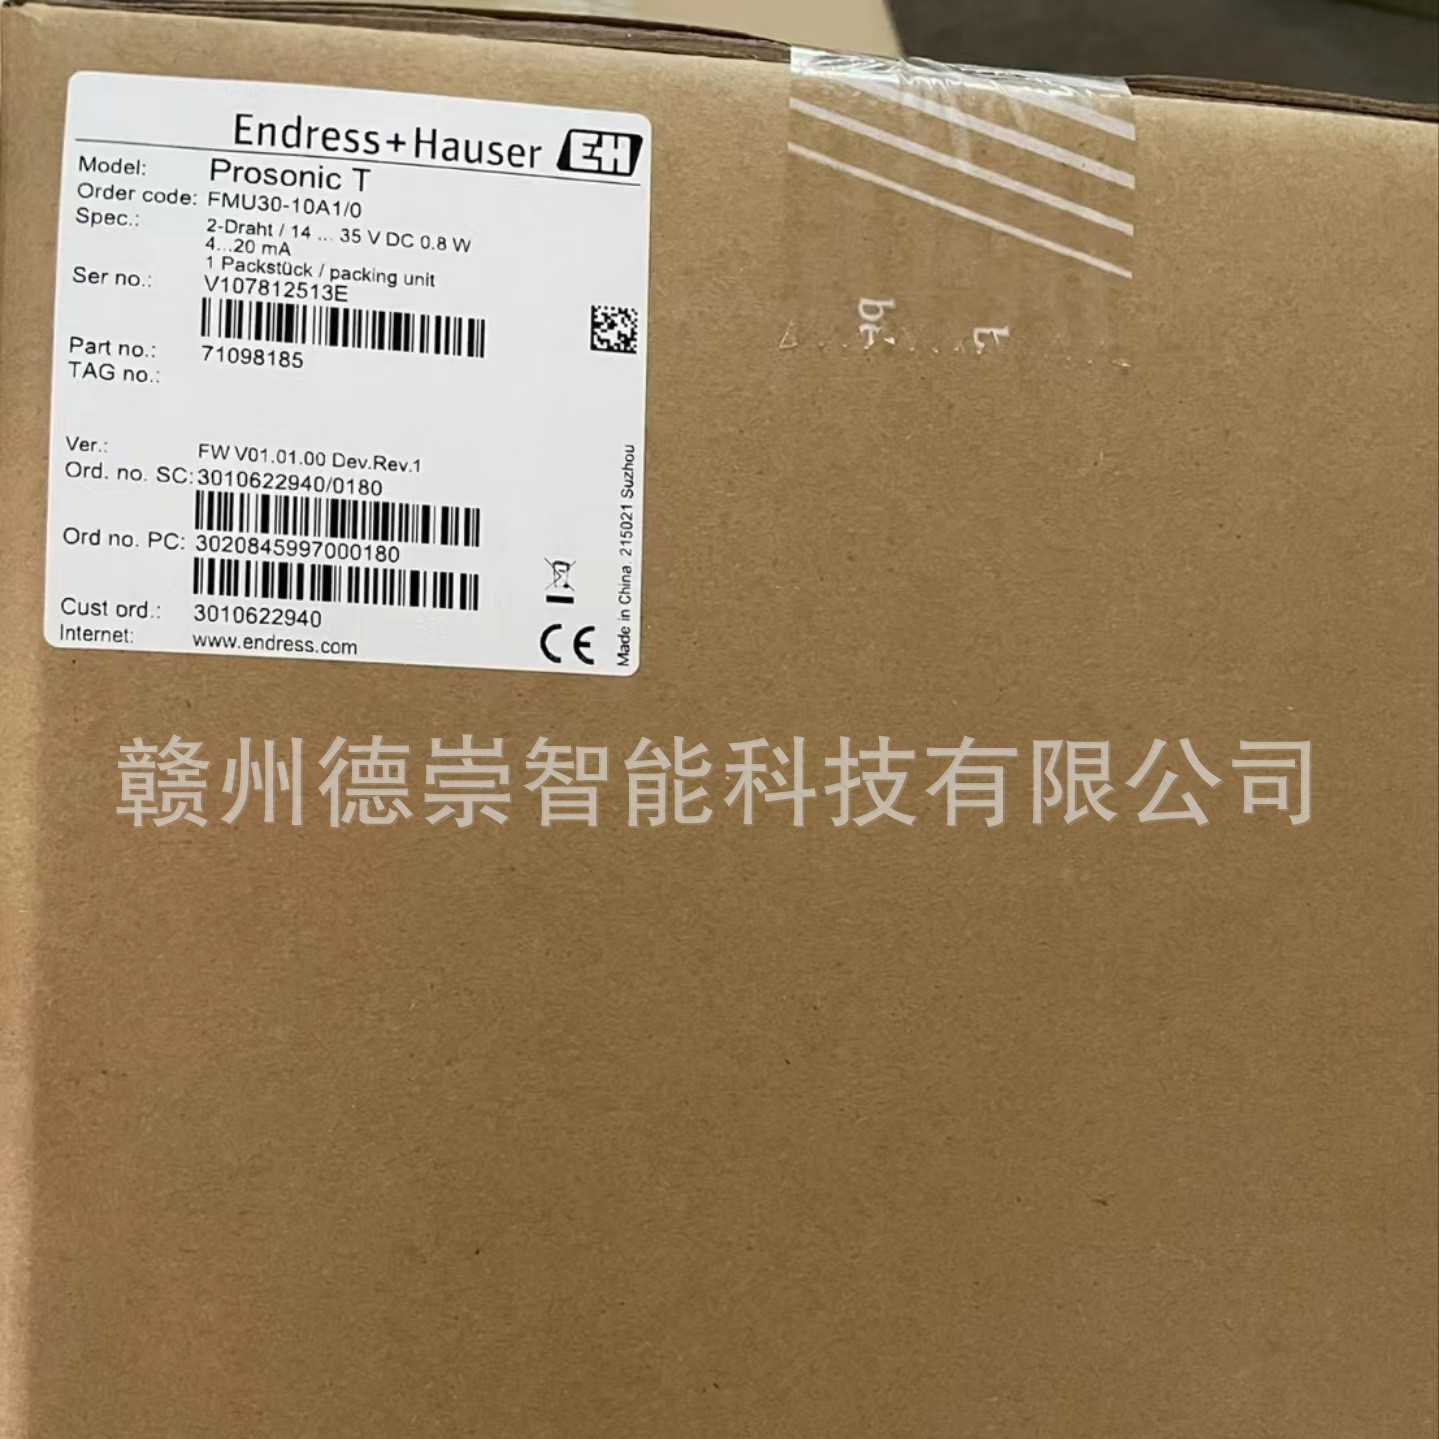 Endress+Hauser EH
Model: Prosonic T
Order code: FMU30-10A1/0
Spec.: 2-Draht / 14 ... 35 V DC 0.8 W
4...20 mA
1 Packstück / packing unit
Ser no.: V107812513E
Part no.: 71098185
TAG no.:
Ver.: FW V01.01.00 Dev.Rev.1
Ord. no. SC: 3010622940/0180
Ord no. PC: 3020845997000180
Cust ord.: 3010622940
Internet: www.endress.com
CE
Made in China. 215021 Suzhou
赣州德崇智能科技有限公司